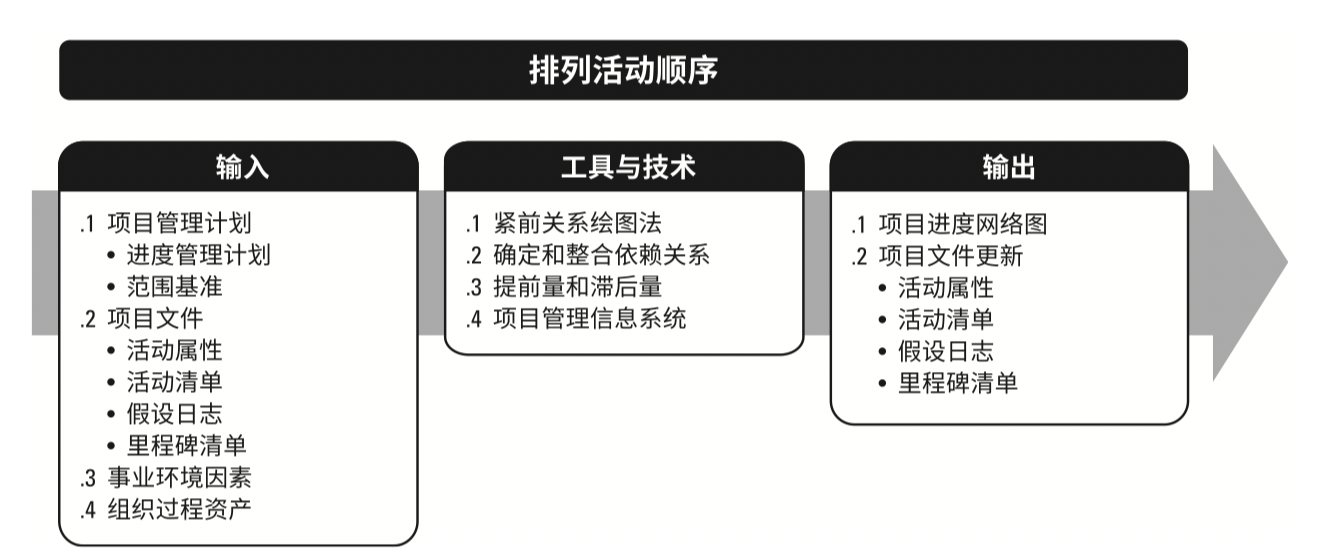 排列活动顺序
输入
.1 项目管理计划
• 进度管理计划
• 范围基准
.2 项目文件
• 活动属性
• 活动清单
• 假设日志
• 里程碑清单
.3 事业环境因素
.4 组织过程资产
工具与技术
.1 紧前关系绘图法
.2 确定和整合依赖关系
.3 提前量和滞后量
.4 项目管理信息系统
输出
.1 项目进度网络图
.2 项目文件更新
• 活动属性
• 活动清单
• 假设日志
• 里程碑清单